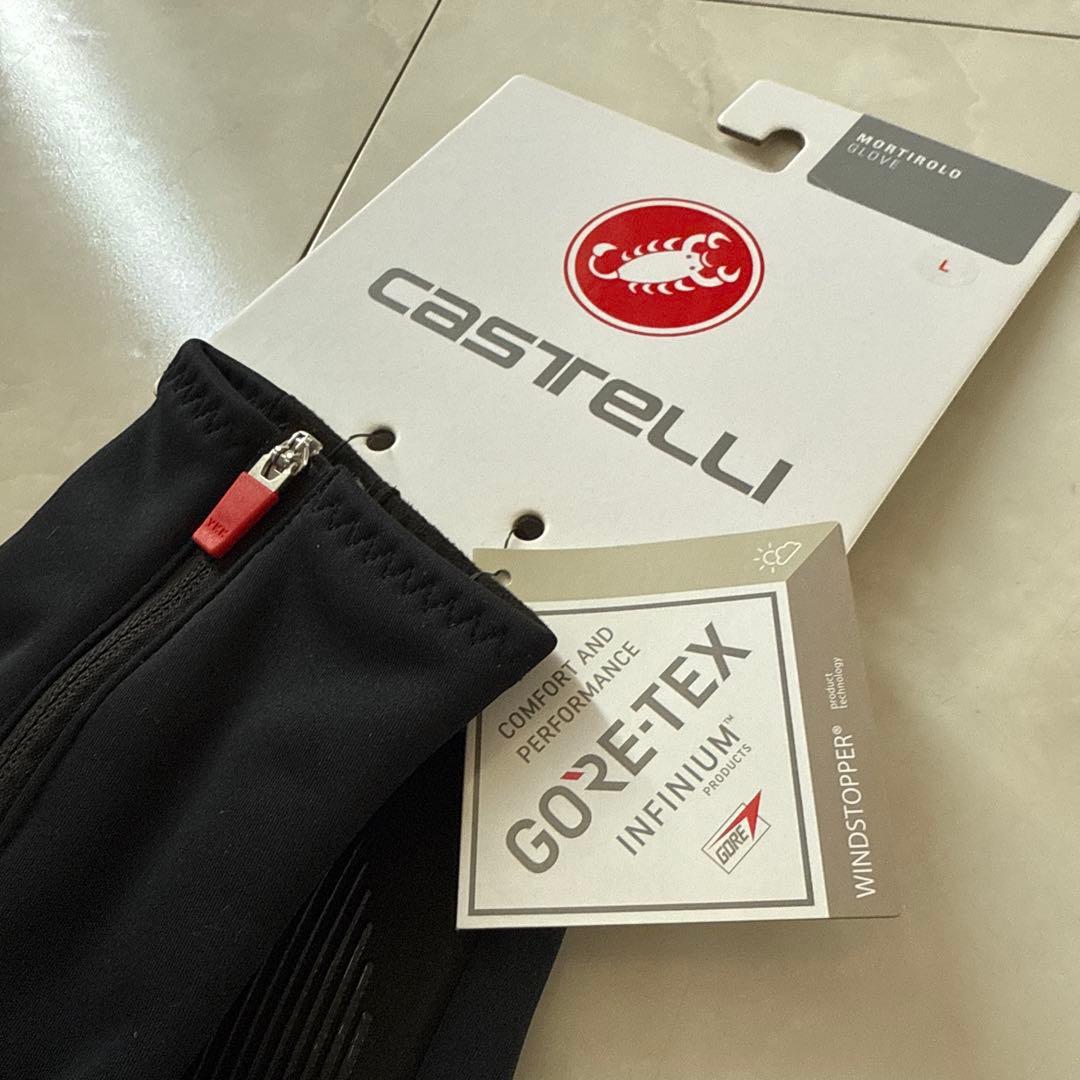 MORTIROLO
GLOVE
L
castelli
COMFORT AND
PERFORMANCE
GORE-TEX
INFINIUM™
PRODUCTS
GORE
WINDSTOPPER®
product
technology